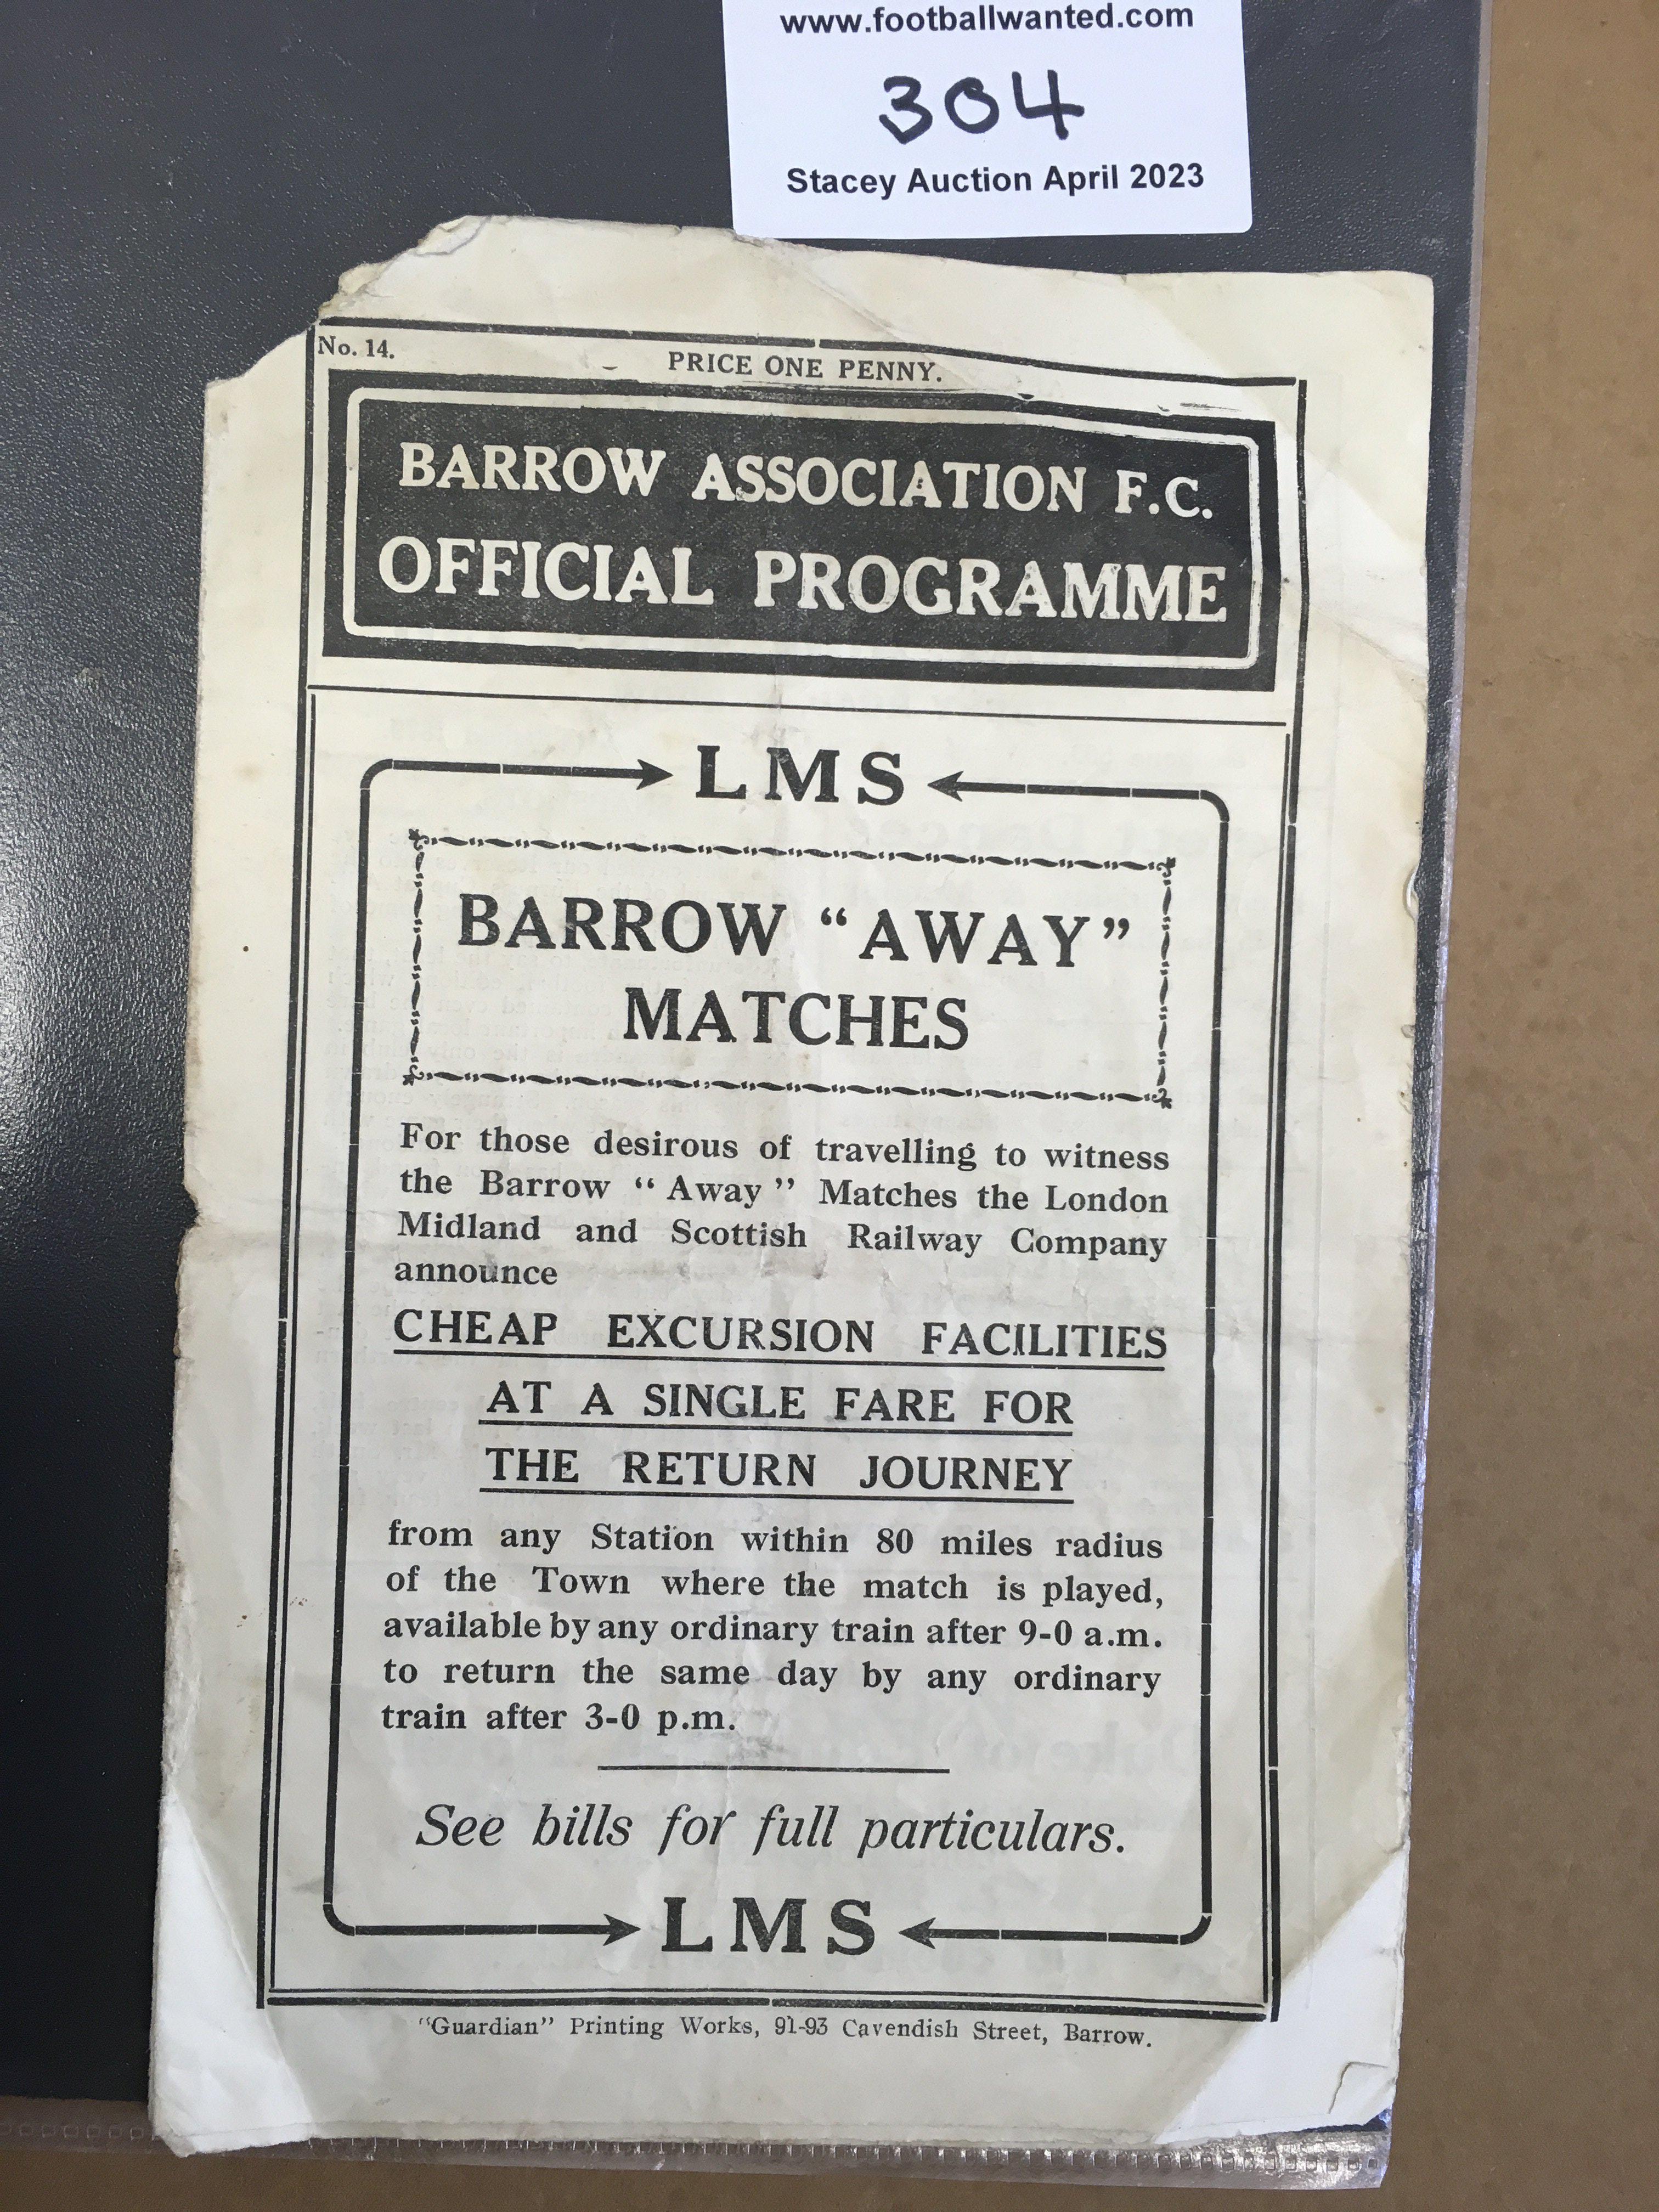 www.footballwanted.com
304
Stacey Auction April 2023
No. 14.
PRICE ONE PENNY.
BARROW ASSOCIATION F.C.
OFFICIAL PROGRAMME
LMS
BARROW "AWAY"
MATCHES
For those desirous of travelling to witness
the Barrow "Away" Matches the London
Midland and Scottish Railway Company
announce
CHEAP EXCURSION FACILITIES
AT A SINGLE FARE FOR
THE RETURN JOURNEY
from any Station within 80 miles radius
of the Town where the match is played,
available by any ordinary train after 9-0 a.m.
to return the same day by any ordinary
train after 3-0 p.m.
See bills for full particulars.
LMS
"Guardian" Printing Works, 91-93 Cavendish Street, Barrow.